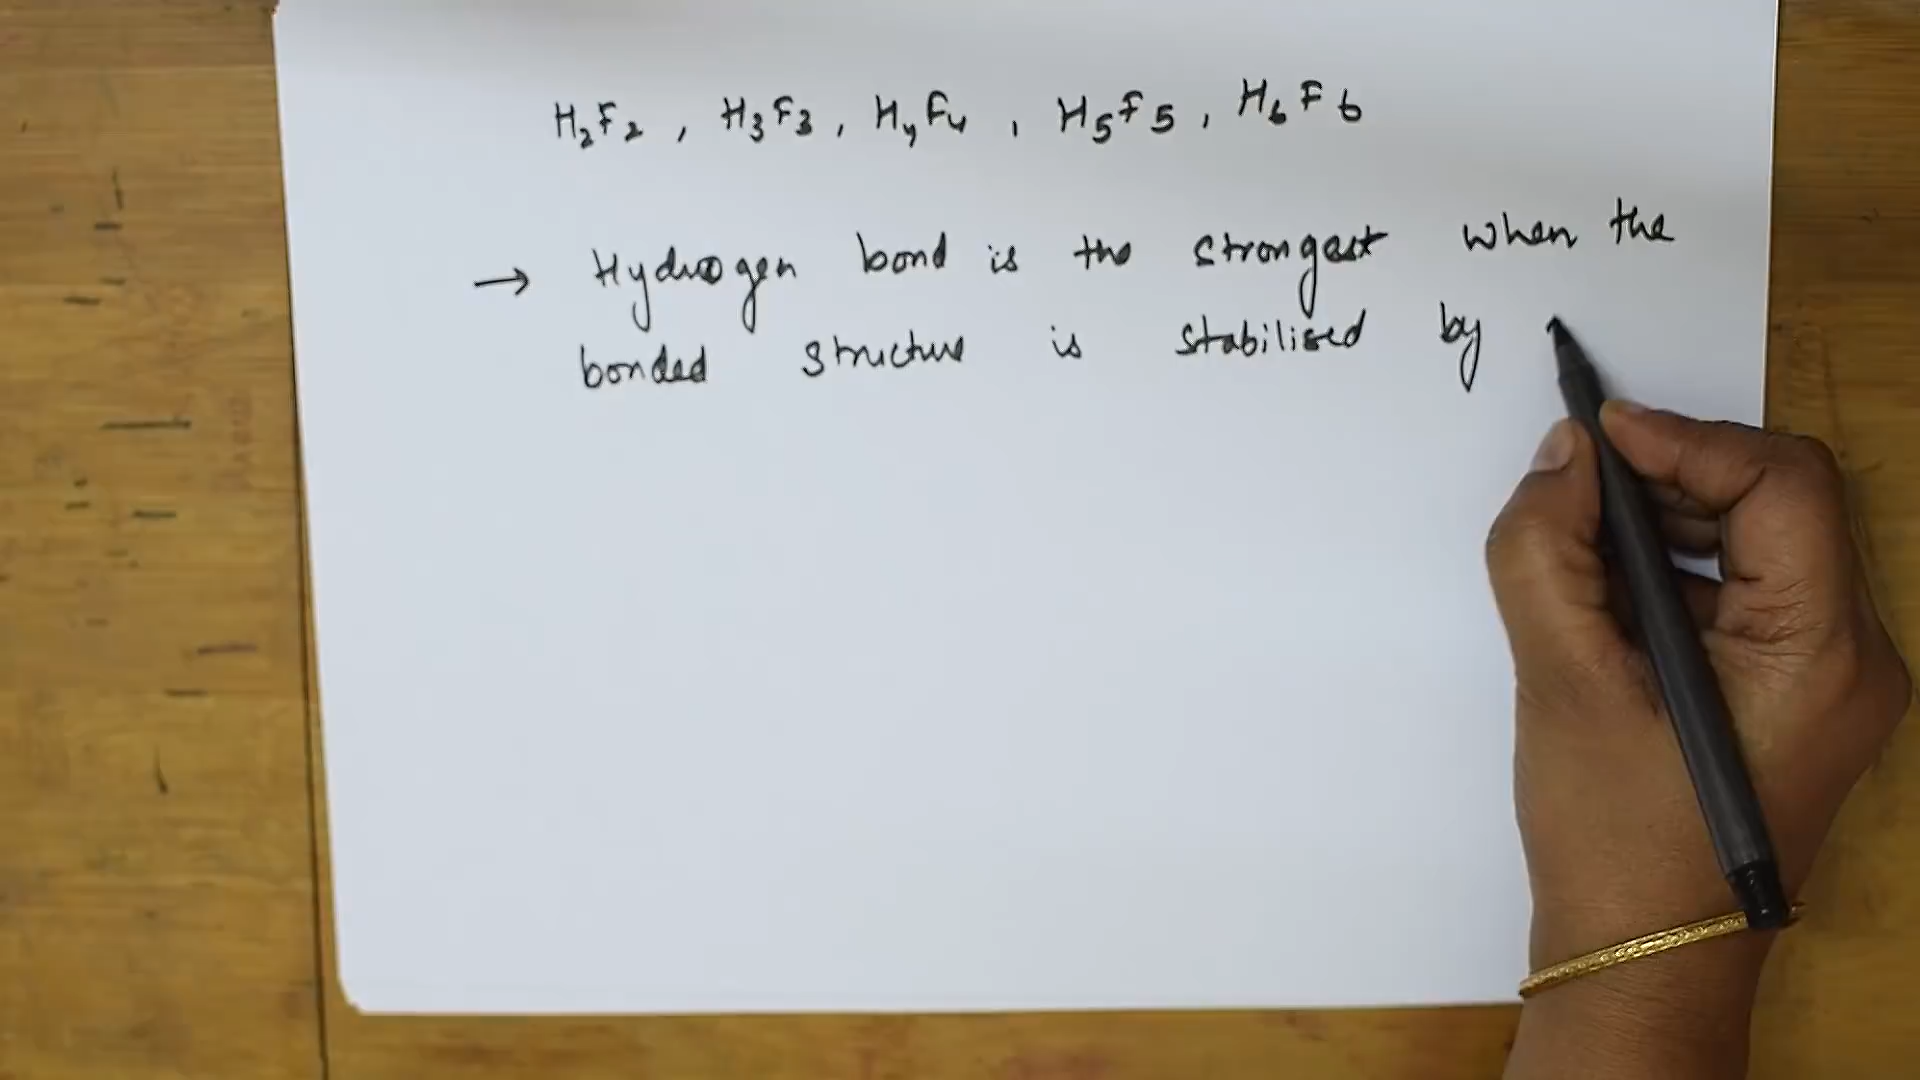 H2F2, H3F3, H4F4, H5F5, H6F6
→ Hydrogen bond is the strongest when the
bonded structure is stabilised by